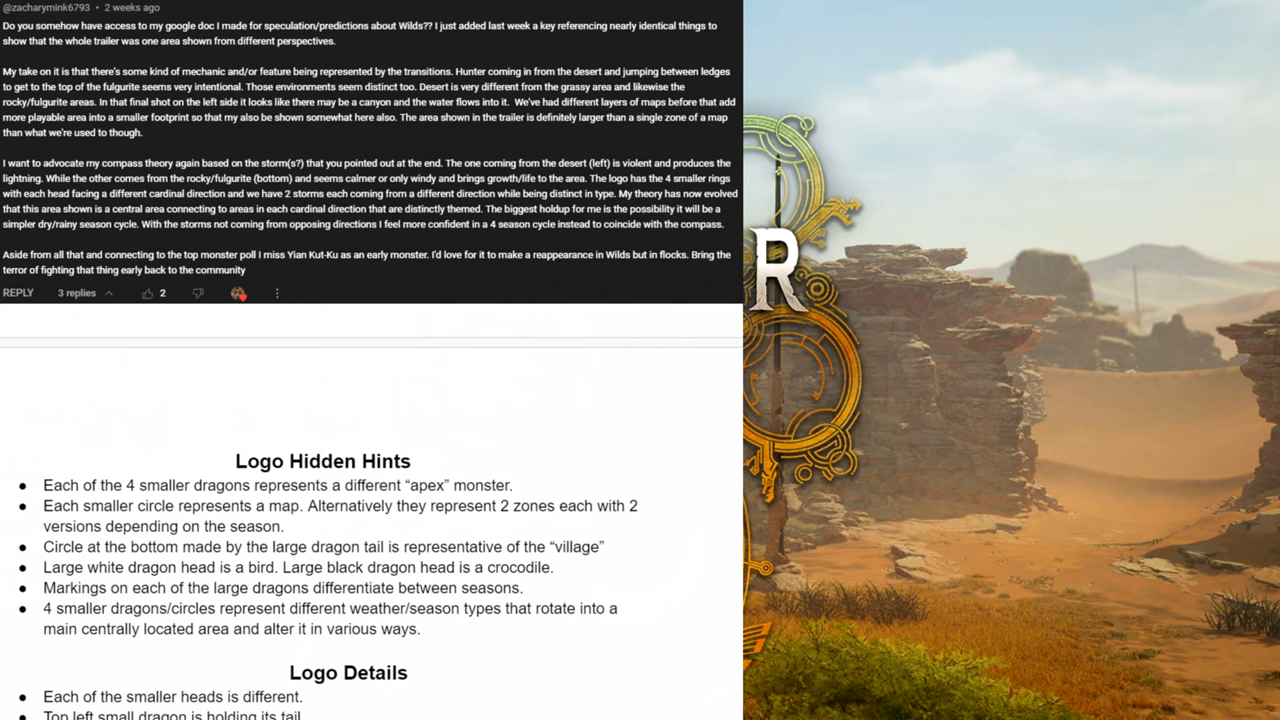 @zacharymink6793 • 2 weeks ago
Do you somehow have access to my google doc I made for speculation/predictions about Wilds?? I just added last week a key referencing nearly identical things to
show that the whole trailer was one area shown from different perspectives.
My take on it is that there's some kind of mechanic and/or feature being represented by the transitions. Hunter coming in from the desert and jumping between ledges
to get to the top of the fulgurite seems very intentional. Those environments seem distinct too. Desert is very different from the grassy area and likewise the
rocky/fulgurite areas. In that final shot on the left side it looks like there may be a canyon and the water flows into it.  We've had different layers of maps before that add
more playable area into a smaller footprint so that my also be shown somewhat here also. The area shown in the trailer is definitely larger than a single zone of a map
than what we're used to though.
I want to advocate my compass theory again based on the storm(s?) that you pointed out at the end. The one coming from the desert (left) is violent and produces the
lightning. While the other comes from the rocky/fulgurite (bottom) and seems calmer or only windy and brings growth/life to the area. The logo has the 4 smaller rings
with each head facing a different cardinal direction and we have 2 storms each coming from a different direction while being distinct in type. My theory has now evolved
that this area shown is a central area connecting to areas in each cardinal direction that are distinctly themed. The biggest holdup for me is the possibility it will be a
simpler dry/rainy season cycle. With the storms not coming from opposing directions I feel more confident in a 4 season cycle instead to coincide with the compass.
Aside from all that and connecting to the top monster poll I miss Yian Kut-Ku as an early monster. I'd love for it to make a reappearance in Wilds but in flocks. Bring the
terror of fighting that thing early back to the community
REPLY 3 replies 2
R
Logo Hidden Hints
● Each of the 4 smaller dragons represents a different “apex” monster.
● Each smaller circle represents a map. Alternatively they represent 2 zones each with 2
versions depending on the season.
● Circle at the bottom made by the large dragon tail is representative of the “village”
● Large white dragon head is a bird. Large black dragon head is a crocodile.
● Markings on each of the large dragons differentiate between seasons.
● 4 smaller dragons/circles represent different weather/season types that rotate into a
main centrally located area and alter it in various ways.
Logo Details
● Each of the smaller heads is different.
● Top left small dragon is holding its tail